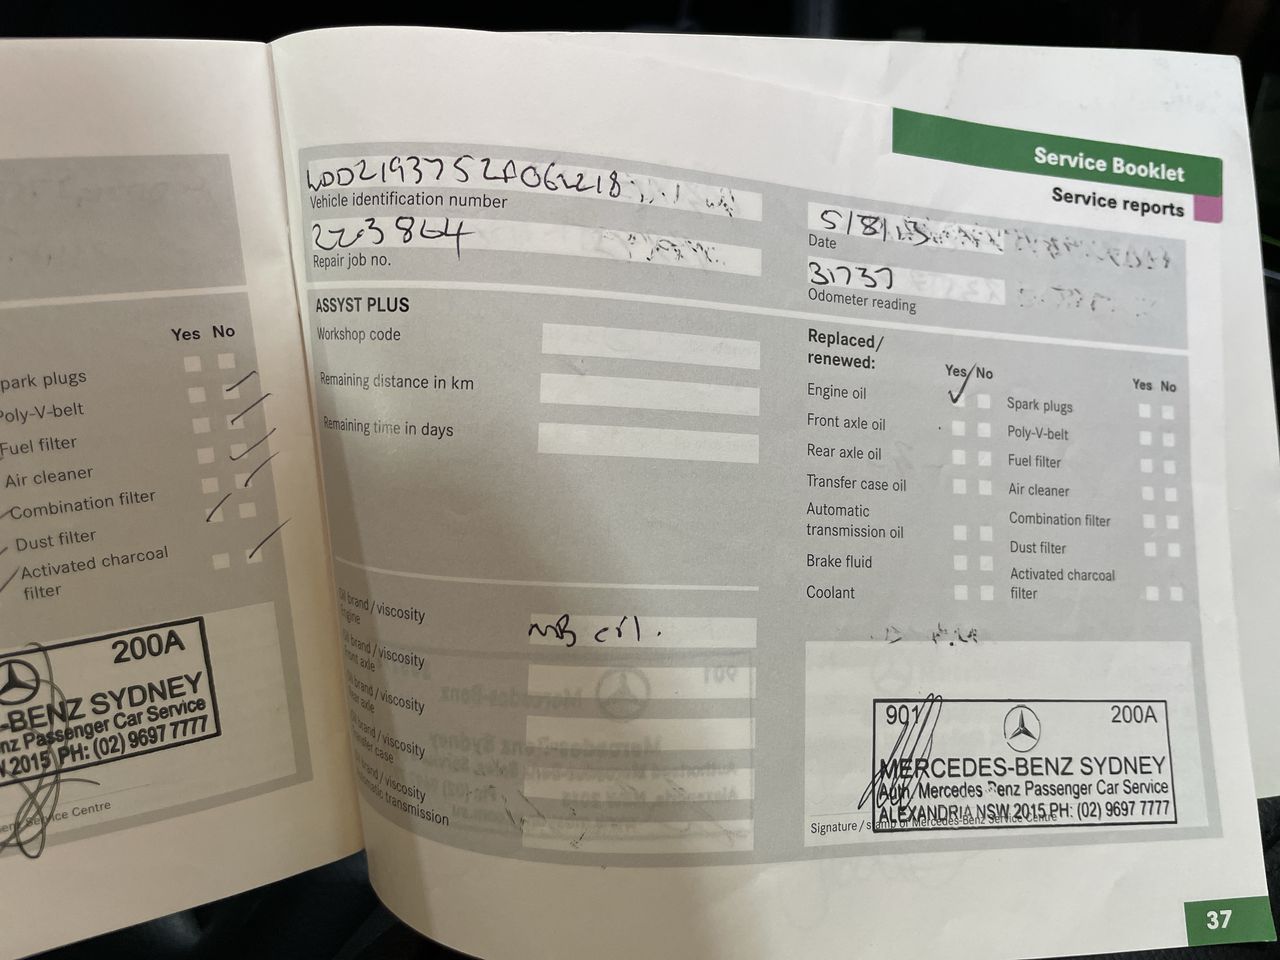 Yes No
park plugs
Poly-V-belt
Fuel filter
Air cleaner
Combination filter
Dust filter
Activated charcoal
filter
200A
-BENZ SYDNEY
nz Passenger Car Service
W 2015 PH: (02) 9697 7777
Service Centre
Service Booklet
Service reports
WDD2193752A062218
Vehicle identification number
223864
Repair job no.
5/8/13
Date
31737
Odometer reading
ASSYST PLUS
Workshop code
Remaining distance in km
Remaining time in days
Replaced/
renewed:
Yes No
Engine oil
Front axle oil
Rear axle oil
Transfer case oil
Automatic
transmission oil
Brake fluid
Coolant
Yes No
Spark plugs
Poly-V-belt
Fuel filter
Air cleaner
Combination filter
Dust filter
Activated charcoal
filter
Oil brand / viscosity
Engine
MB oil.
Oil brand / viscosity
Front axle
Oil brand / viscosity
Rear axle
Oil brand / viscosity
Transfer case
Oil brand / viscosity
Automatic transmission
901 200A
MERCEDES-BENZ SYDNEY
Auth. Mercedes Benz Passenger Car Service
ALEXANDRIA NSW 2015 PH: (02) 9697 7777
Signature / stamp of Mercedes-Benz Service Centre
37